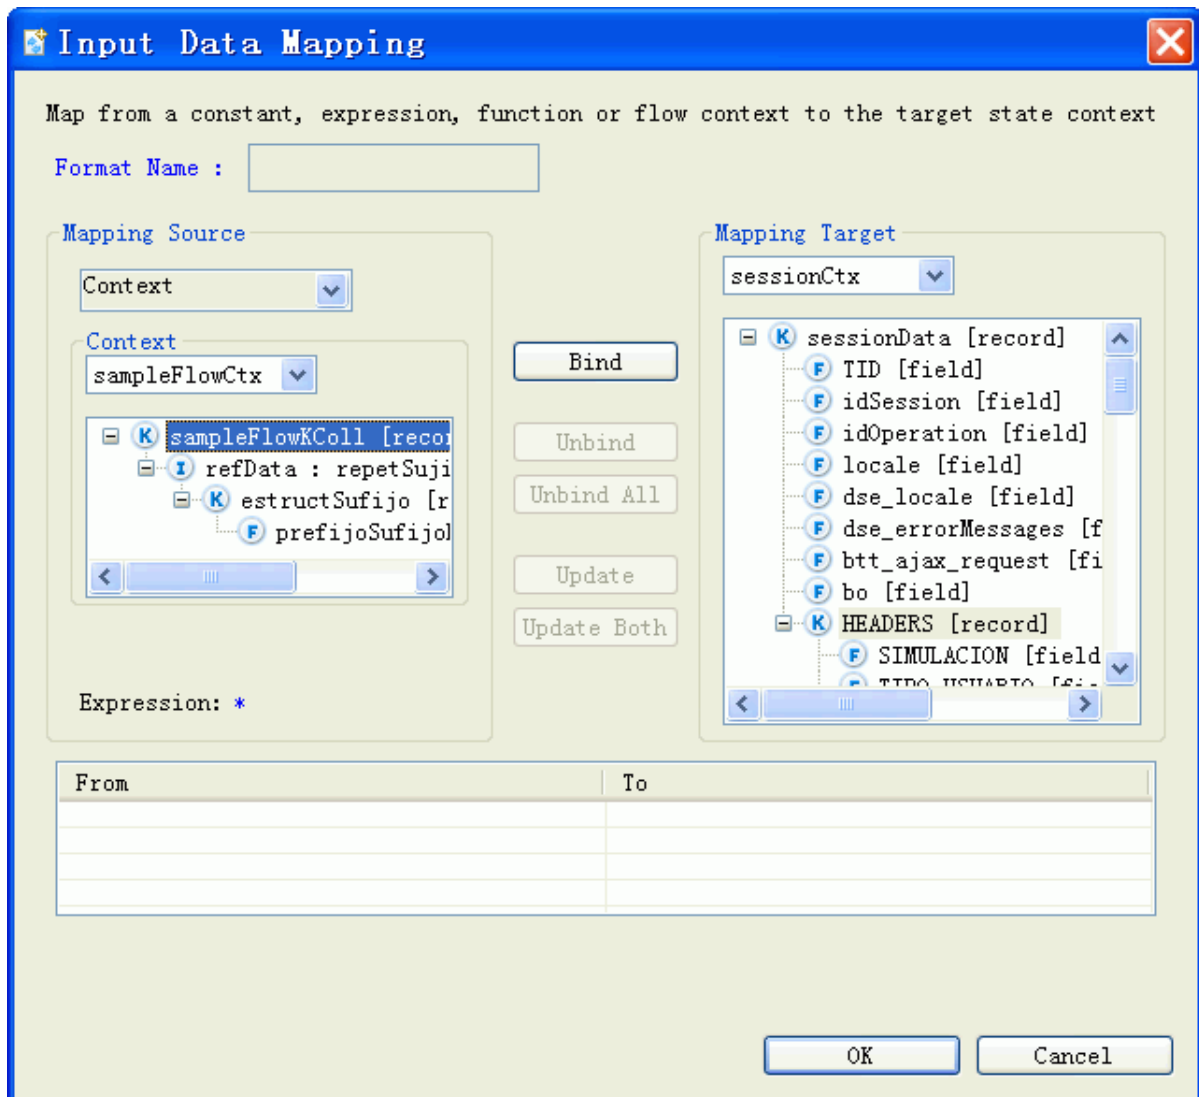 Input Data Mapping
Map from a constant, expression, function or flow context to the target state context
Format Name :
Mapping Source
Context
Context
sampleFlowCtx
sampleFlowKColl [recor
refData : repetSuji
estructSufijo [r
prefijoSufijo
Expression: *
Bind
Unbind
Unbind All
Update
Update Both
Mapping Target
sessionCtx
sessionData [record]
TID [field]
idSession [field]
idOperation [field]
locale [field]
dse_locale [field]
dse_errorMessages [f
btt_ajax_request [fi
bo [field]
HEADERS [record]
SIMULACION [field
TIPO_USUARIO [fie
From To
OK Cancel